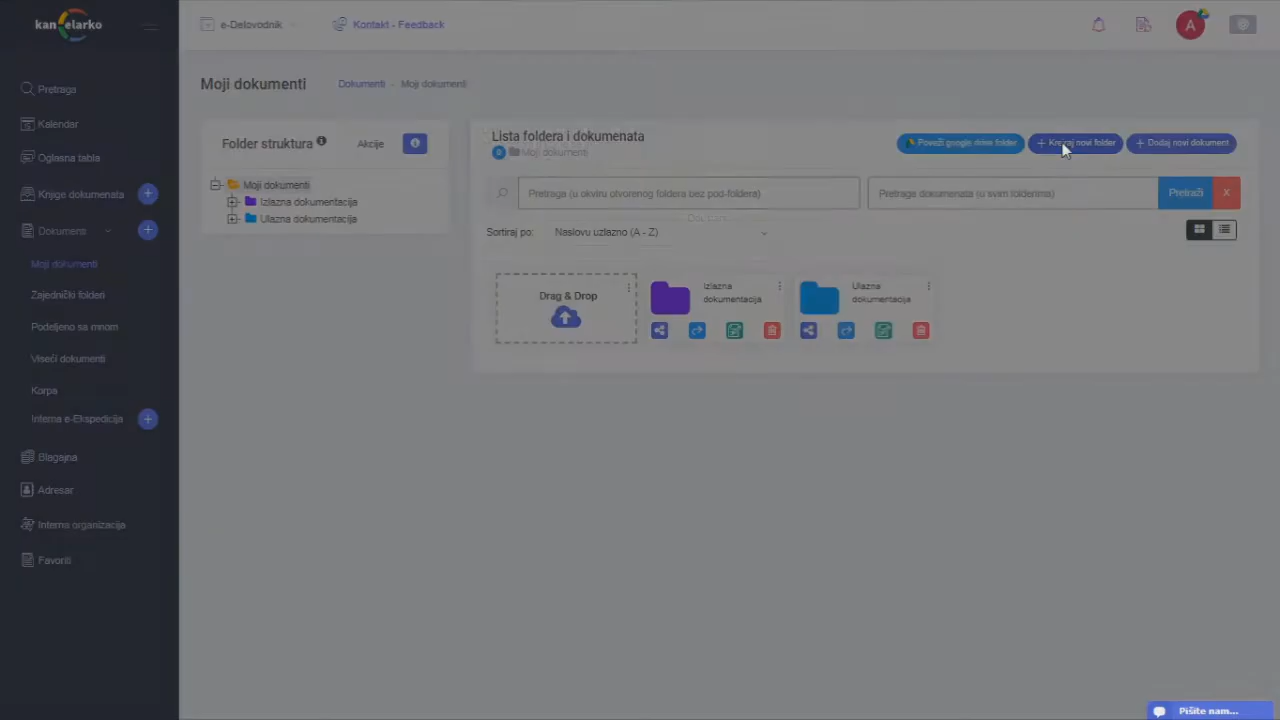 kancelarko
e-Delovodnik
Kontakt - Feedback
A
Pretraga
Kalendar
Oglasna tabla
Knjige dokumenata
Dokumenti
Moji dokumenti
Zajednički folderi
Podeljeno sa mnom
Viseći dokumenti
Korpa
Interna e-Ekspedicija
Blagajna
Adresar
Interna organizacija
Favoriti
Moji dokumenti
Dokumenti - Moji dokumenti
Folder struktura
Akcije
Moji dokumenti
Izlazna dokumentacija
Ulazna dokumentacija
Lista foldera i dokumenata
Moji dokumenti
Poveži google drive folder
+ Kreiraj novi folder
+ Dodaj novi dokument
Pretraga (u okviru otvorenog foldera bez pod-foldera)
Pretraga dokumenata (u svim folderima)
Pretraži
X
Sortiraj po:
Naslovu uzlazno (A - Z)
Drag & Drop
Izlazna
dokumentacija
Ulazna
dokumentacija
Pišite nam...